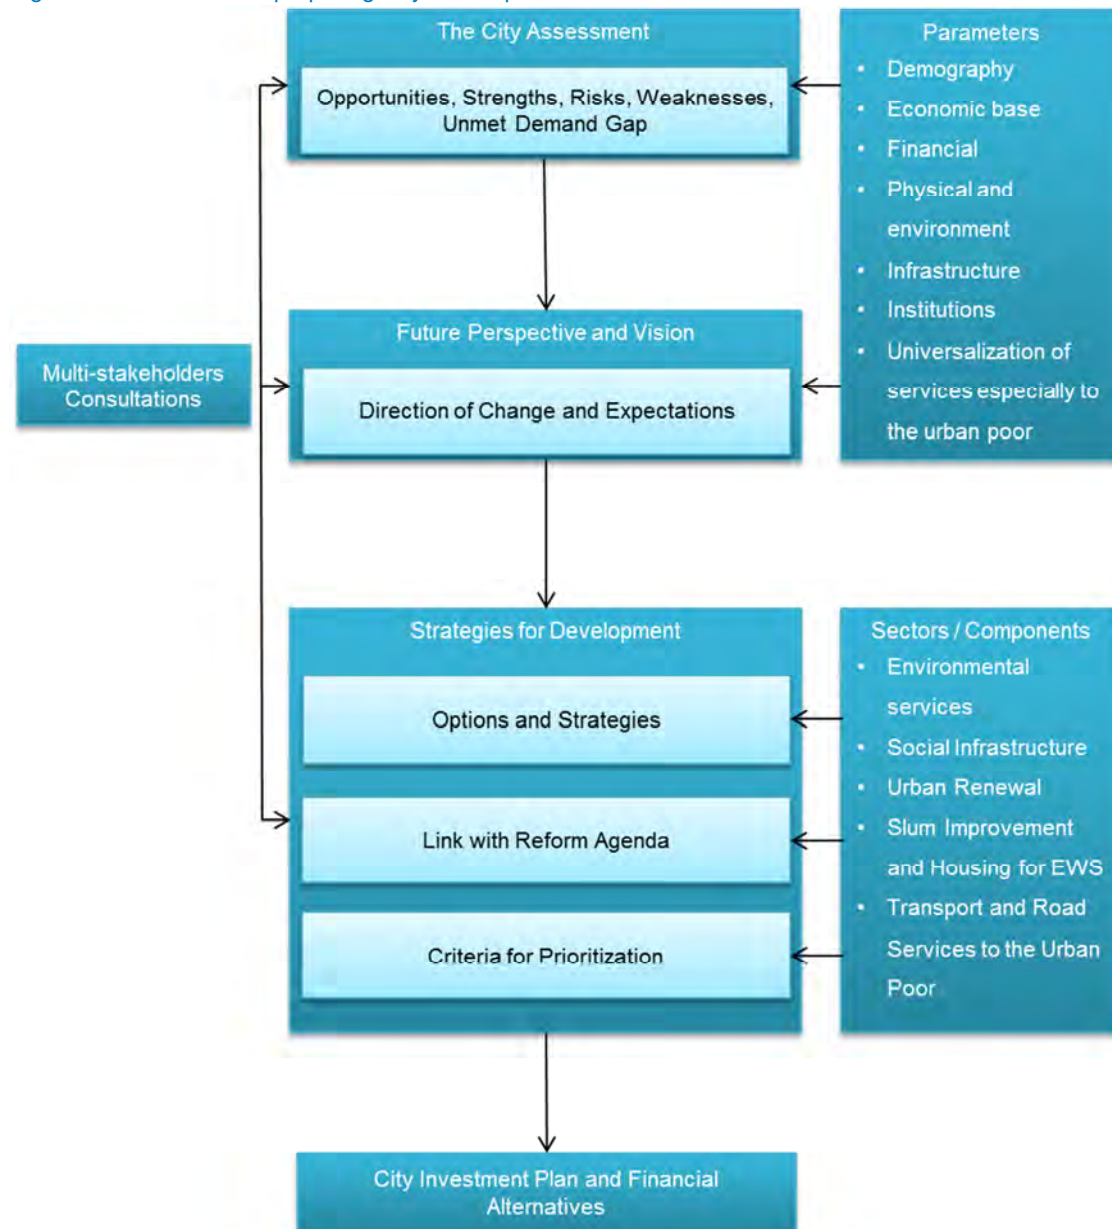 The City Assessment
Opportunities, Strengths, Risks, Weaknesses,
Unmet Demand Gap
Parameters
• Demography
• Economic base
• Financial
• Physical and
environment
• Infrastructure
• Institutions
• Universalization of
services especially to
the urban poor
Multi-stakeholders
Consultations
Future Perspective and Vision
Direction of Change and Expectations
Strategies for Development
Options and Strategies
Link with Reform Agenda
Criteria for Prioritization
Sectors / Components
• Environmental
services
• Social Infrastructure
• Urban Renewal
• Slum Improvement
and Housing for EWS
• Transport and Road
Services to the Urban
Poor
City Investment Plan and Financial
Alternatives